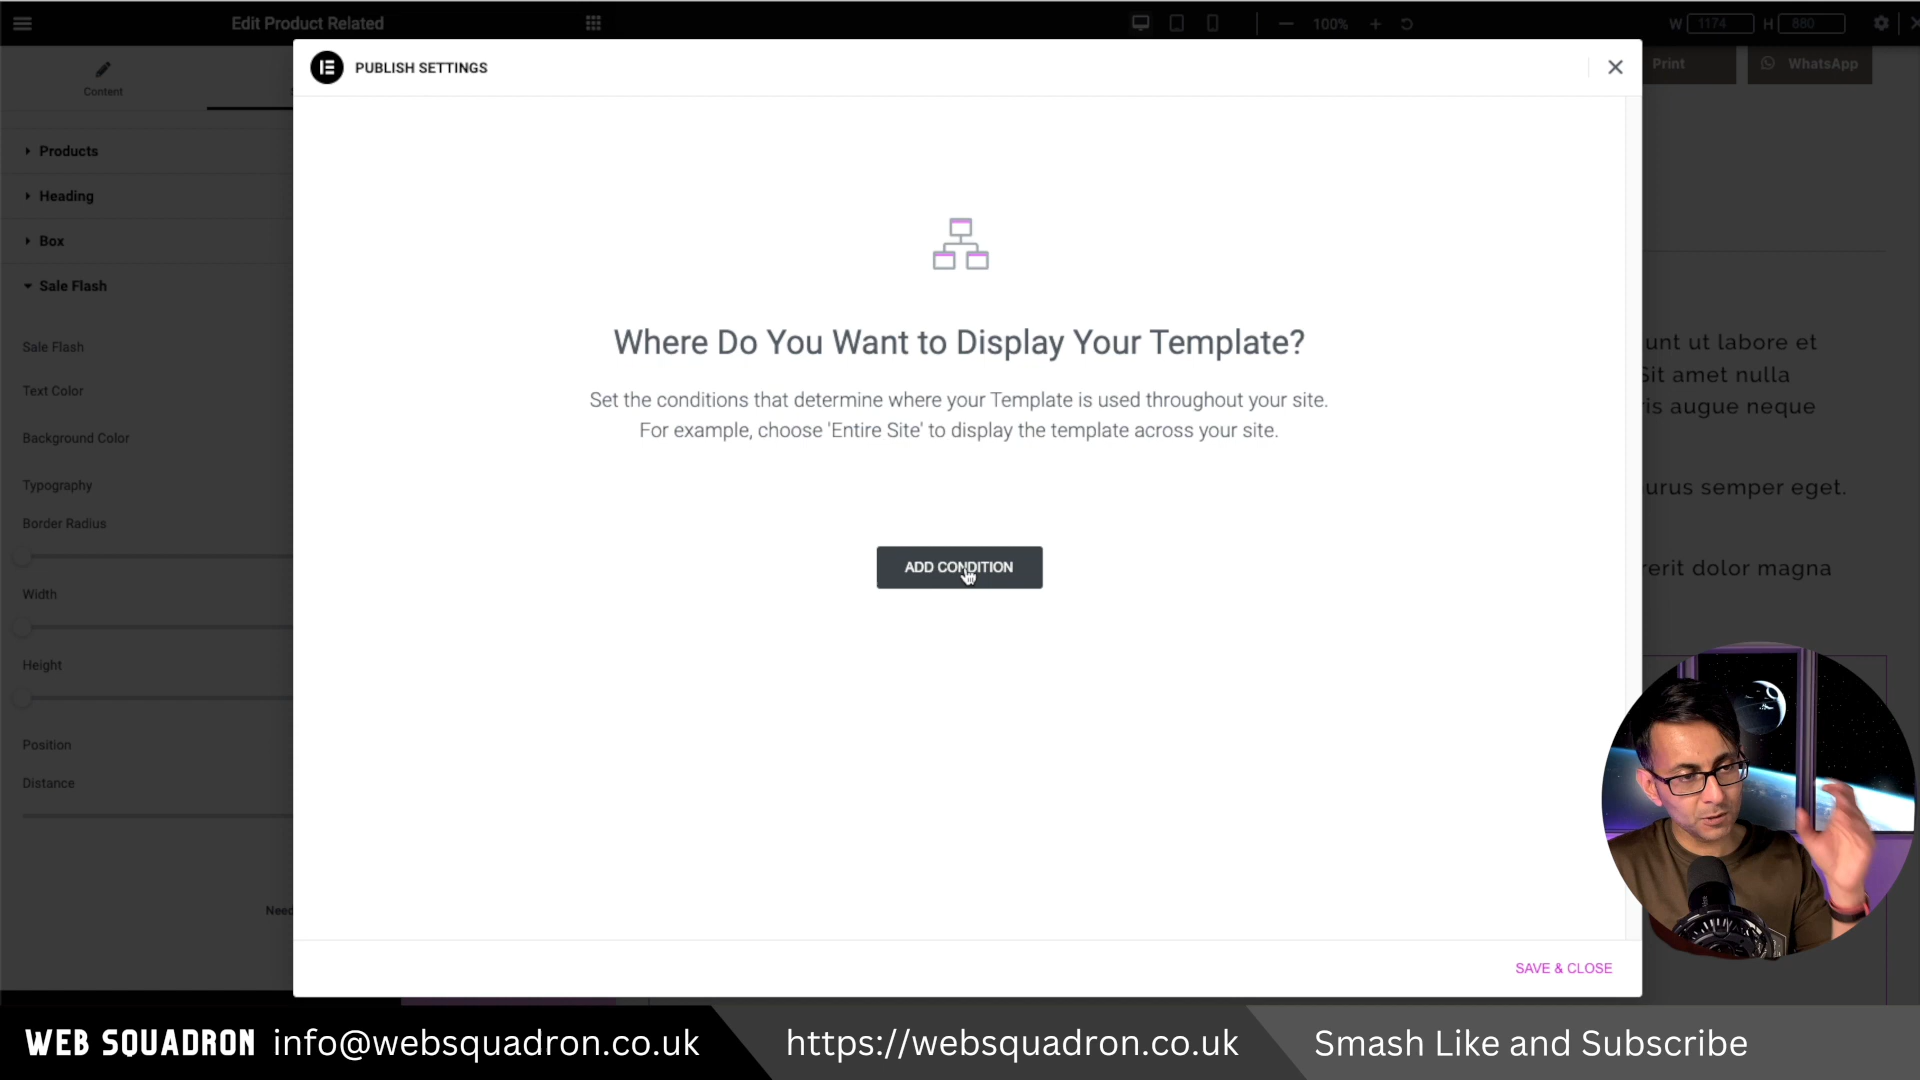 Edit Product Related
100%
W 1174 H 880
Content
Products
Heading
Box
Sale Flash
Sale Flash
Text Color
Background Color
Typography
Border Radius
Width
Height
Position
Distance
Need
PUBLISH SETTINGS
Where Do You Want to Display Your Template?
Set the conditions that determine where your Template is used throughout your site.
For example, choose 'Entire Site' to display the template across your site.
ADD CONDITION
SAVE & CLOSE
Print
WhatsApp
unt ut labore et
Sit amet nulla
ris augue neque
urus semper eget.
rerit dolor magna
WEB SQUADRON info@websquadron.co.uk
https://websquadron.co.uk
Smash Like and Subscribe